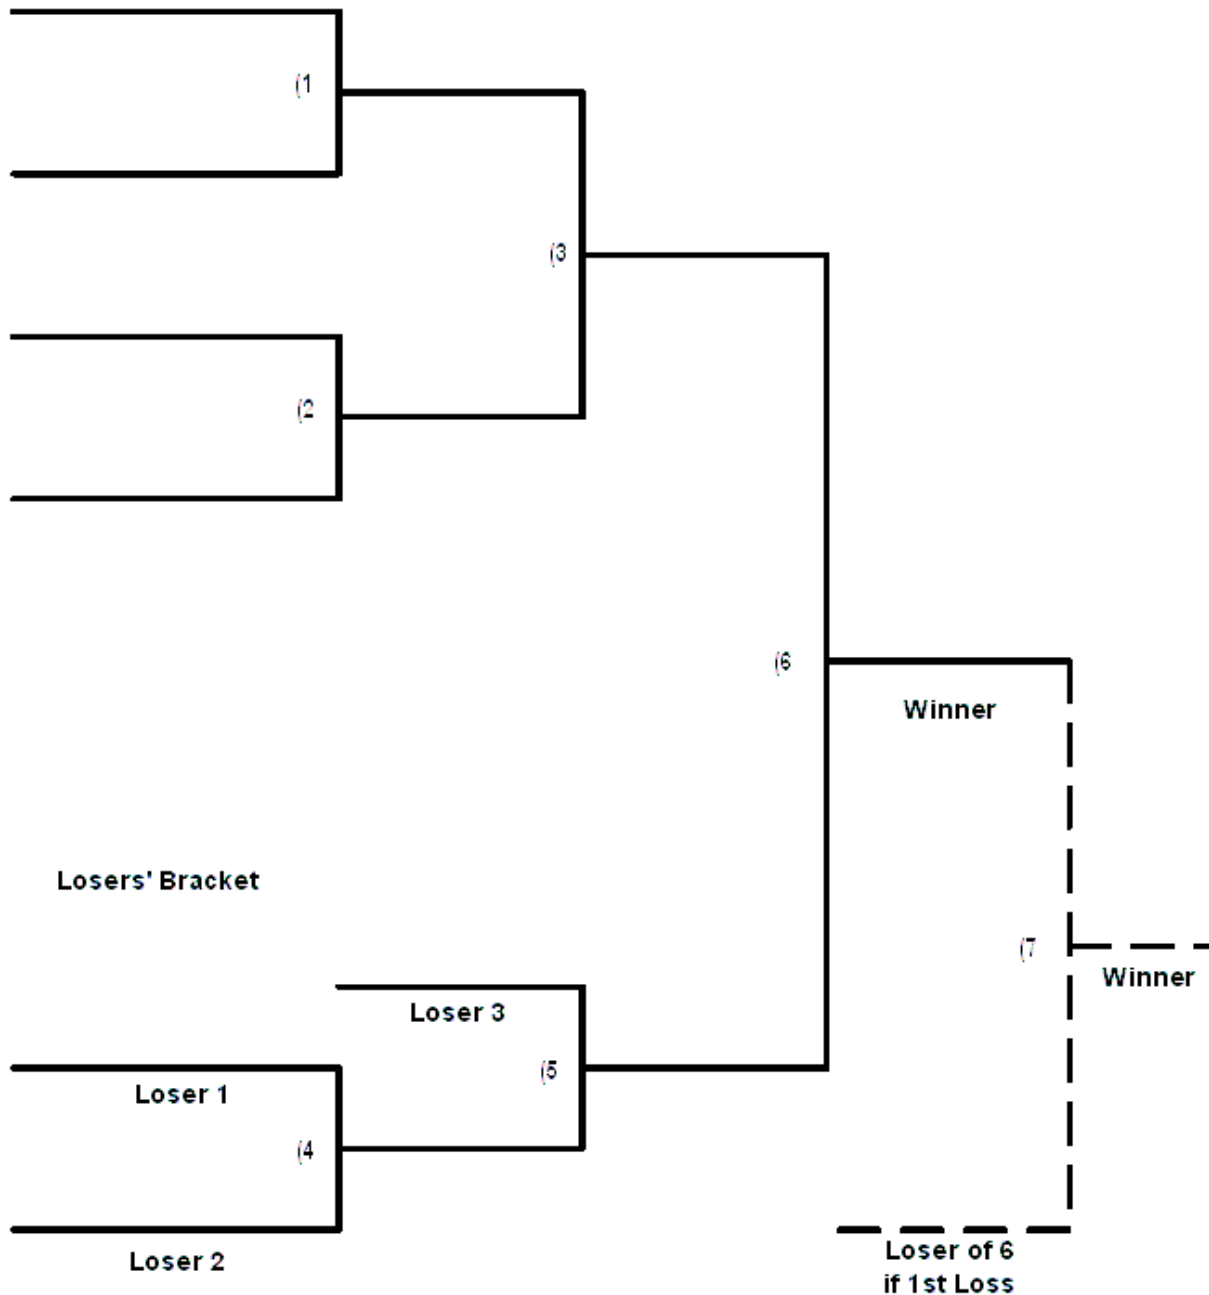 (1
(3
(2
(6
Winner
Losers' Bracket
(7
Winner
Loser 3
(5
Loser 1
(4
Loser 2
Loser of 6
if 1st Loss